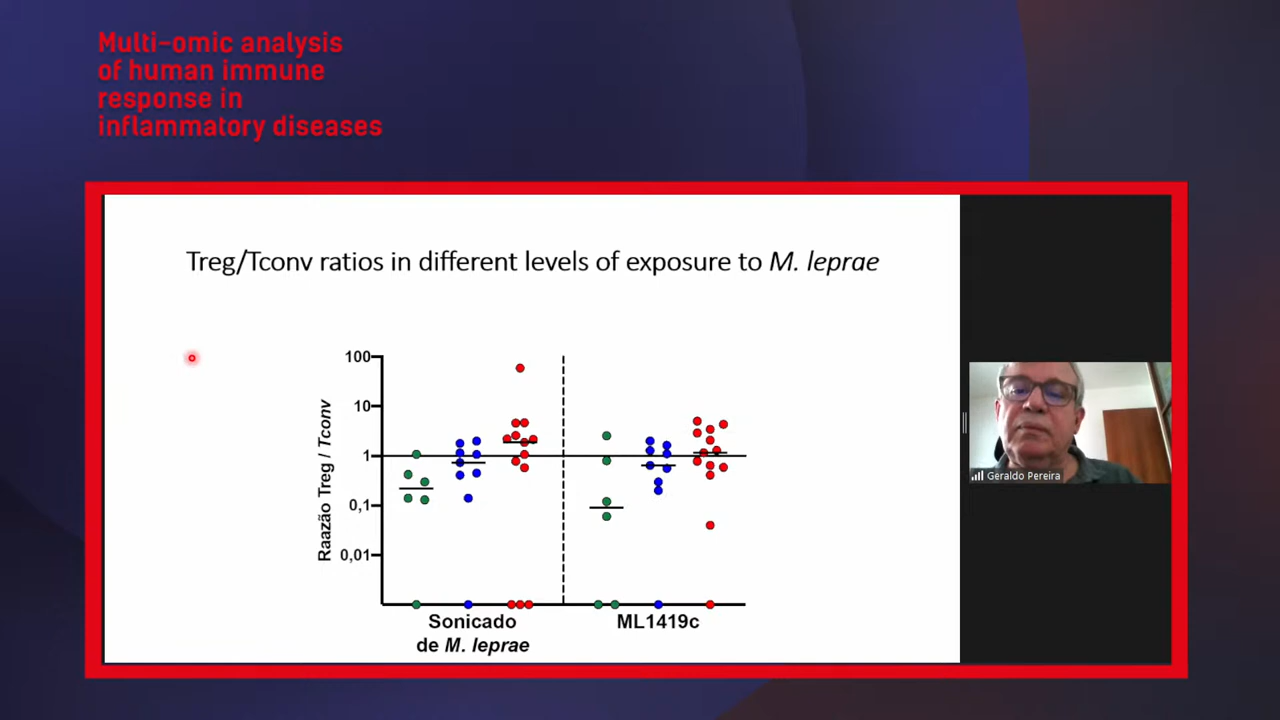 Multi-omic analysis
of human immune
response in
inflammatory diseases
Treg/Tconv ratios in different levels of exposure to M. leprae
Raazão Treg / Tconv
100
10
1
0,1
0,01
Sonicado
de M. leprae
ML1419c
Geraldo Pereira